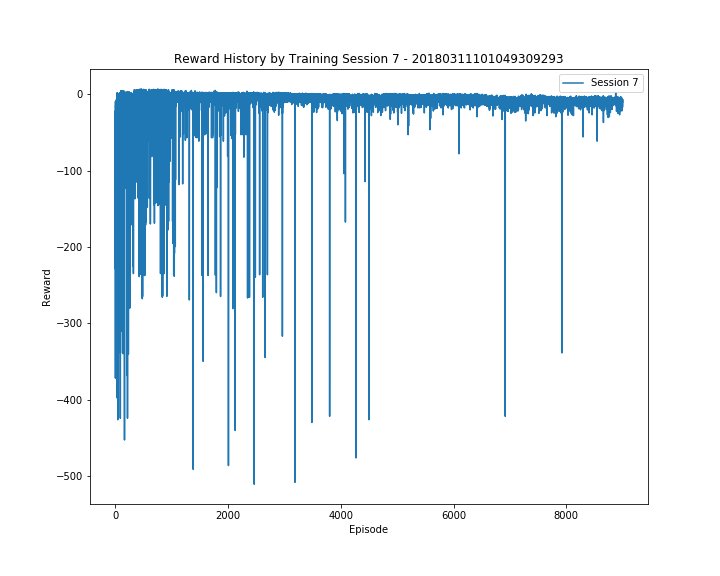 Reward History by Training Session 7 - 20180311101049309293
Session 7
0
−100
−200
−300
−400
−500
Reward
0 2000 4000 6000 8000
Episode